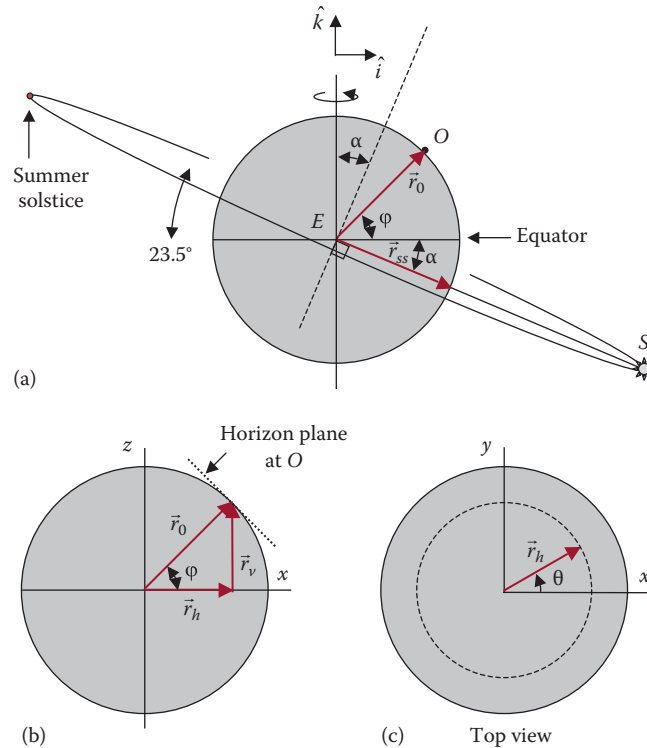 k̂
î
α
O
r⃗₀
Summer
solstice
E
φ
23.5°
Equator
r⃗ₛₛ
α
S
(a)
Horizon plane
at O
z
r⃗₀
φ
r⃗ᵥ
x
r⃗ₕ
(b)
y
r⃗ₕ
θ
x
(c)
Top view